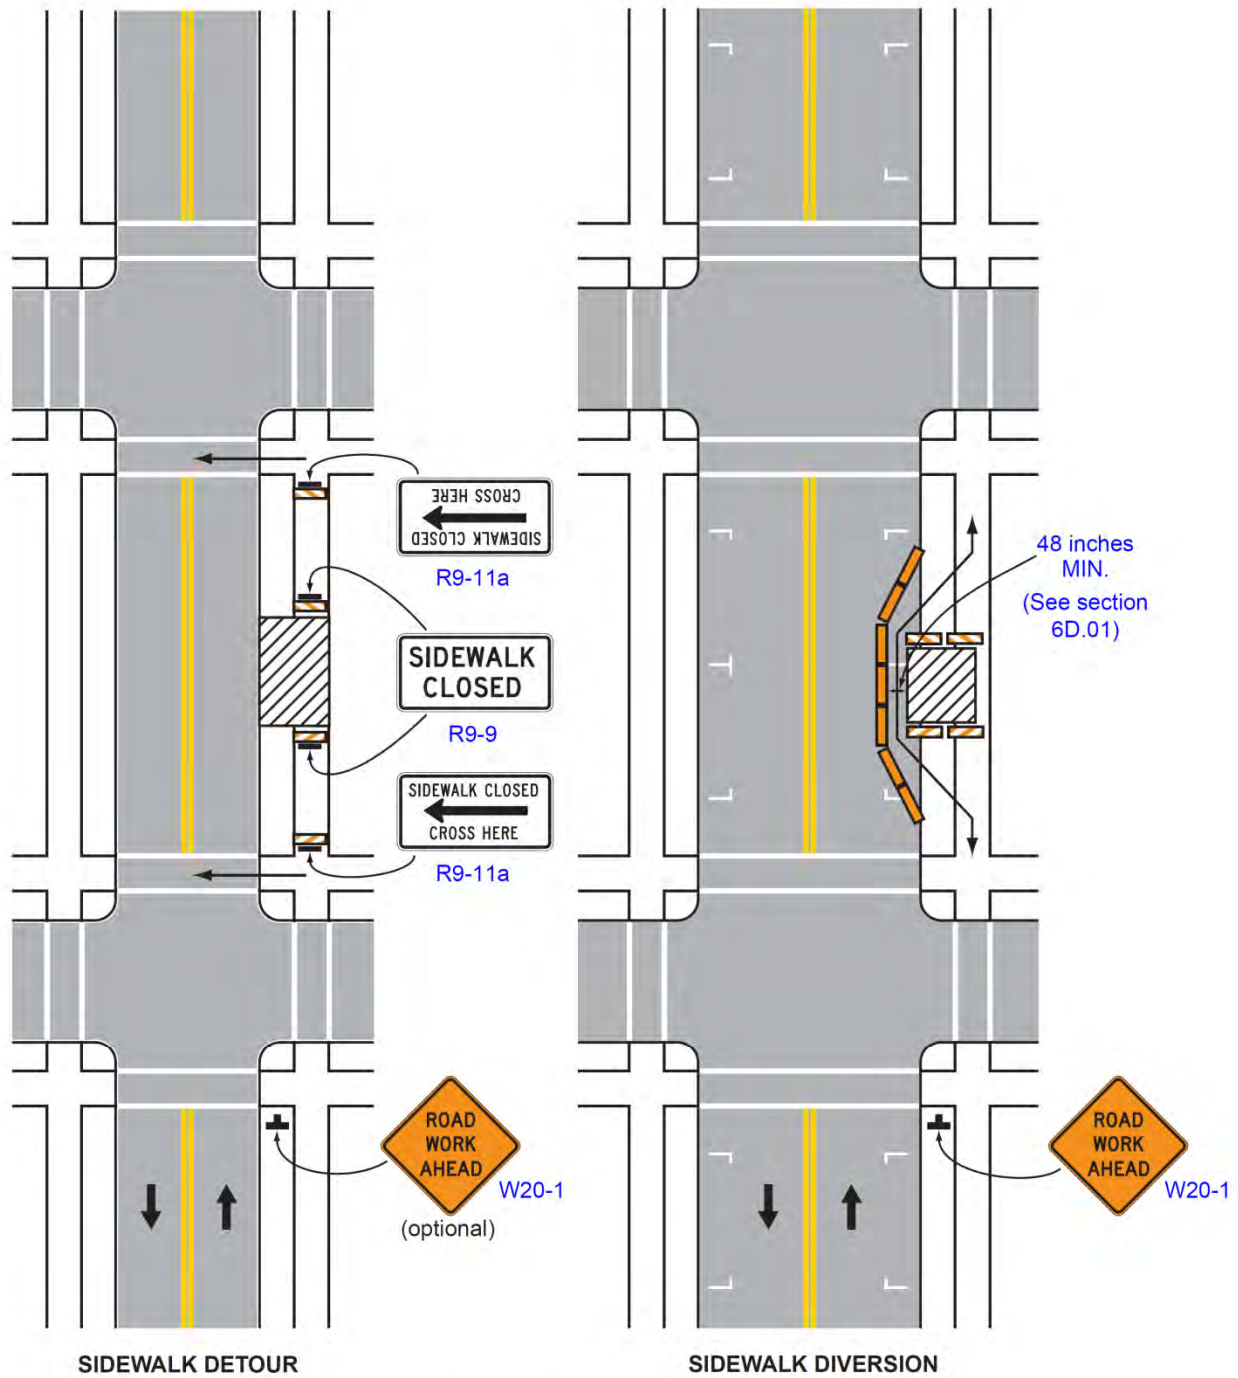 CROSS HERE
SIDEWALK CLOSED
R9-11a
48 inches
MIN.
(See section
6D.01)
SIDEWALK
CLOSED
R9-9
SIDEWALK CLOSED
CROSS HERE
R9-11a
ROAD
WORK
AHEAD
W20-1
(optional)
ROAD
WORK
AHEAD
W20-1
SIDEWALK DETOUR
SIDEWALK DIVERSION